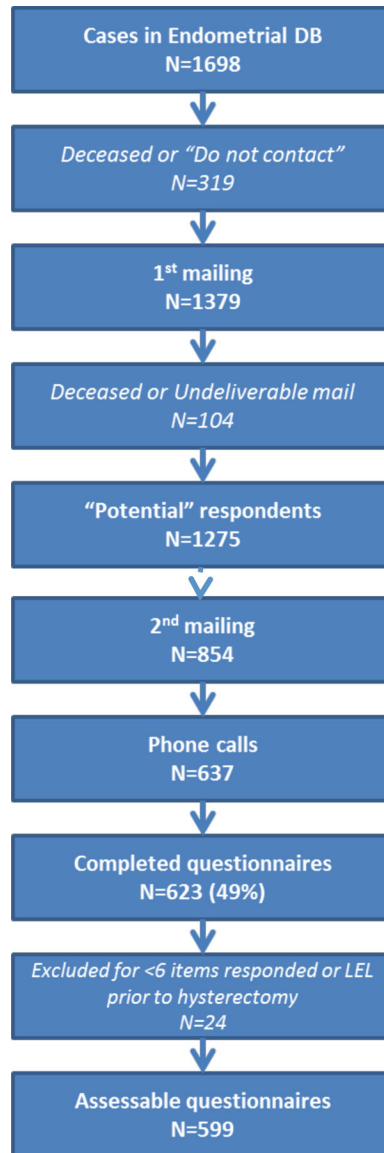 Cases in Endometrial DB
N=1698
Deceased or “Do not contact”
N=319
1st mailing
N=1379
Deceased or Undeliverable mail
N=104
“Potential” respondents
N=1275
2nd mailing
N=854
Phone calls
N=637
Completed questionnaires
N=623 (49%)
Excluded for <6 items responded or LEL
prior to hysterectomy
N=24
Assessable questionnaires
N=599